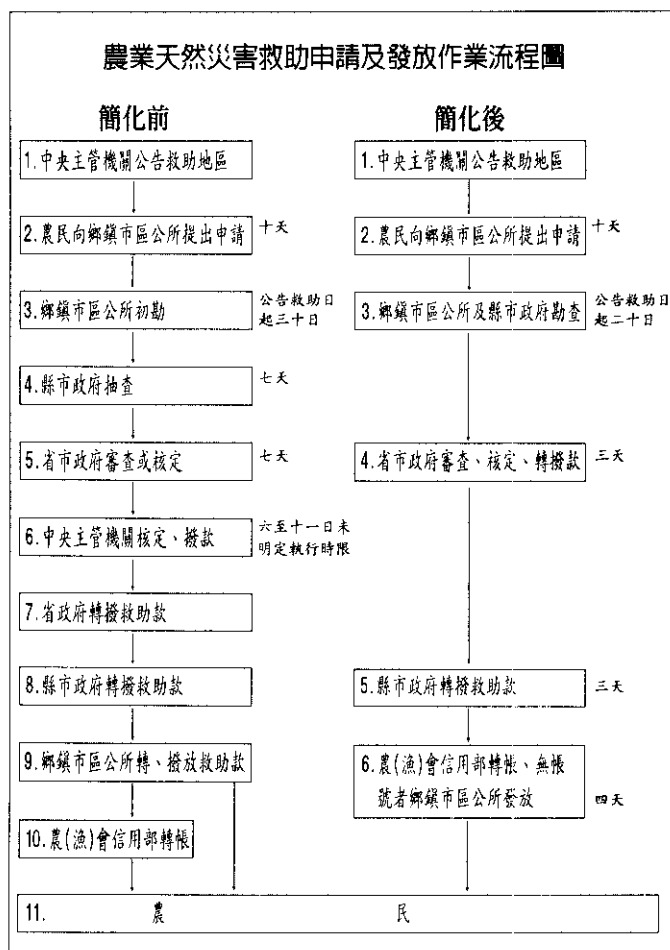 農業天然災害救助申請及發放作業流程圖
簡化前
1.中央主管機關公告救助地區
2.農民向鄉鎮市區公所提出申請
十天
3.鄉鎮市區公所初勘
公告救助日
起三十日
4.縣市政府抽查
七天
5.省市政府審查或核定
七天
6.中央主管機關核定、撥款
六至十一日未
明定執行時限
7.省政府轉撥救助款
8.縣市政府轉撥救助款
9.鄉鎮市區公所轉、撥放救助款
10.農(漁)會信用部轉帳
簡化後
1.中央主管機關公告救助地區
2.農民向鄉鎮市區公所提出申請
十天
3.鄉鎮市區公所及縣市政府勘查
公告救助日
起二十日
4.省市政府審查、核定、轉撥款
三天
5.縣市政府轉撥救助款
三天
6.農(漁)會信用部轉帳、無帳
號者鄉鎮市區公所發放
四天
11. 農 民